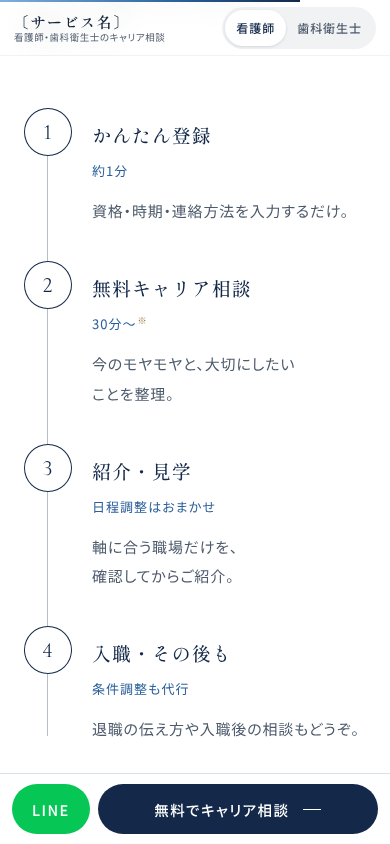 〔サービス名〕
看護師・歯科衛生士のキャリア相談
看護師 歯科衛生士
1
かんたん登録
約1分
資格・時期・連絡方法を入力するだけ。
2
無料キャリア相談
30分〜※
今のモヤモヤと、大切にしたい
ことを整理。
3
紹介・見学
日程調整はおまかせ
軸に合う職場だけを、
確認してからご紹介。
4
入職・その後も
条件調整も代行
退職の伝え方や入職後の相談もどうぞ。
LINE 無料でキャリア相談